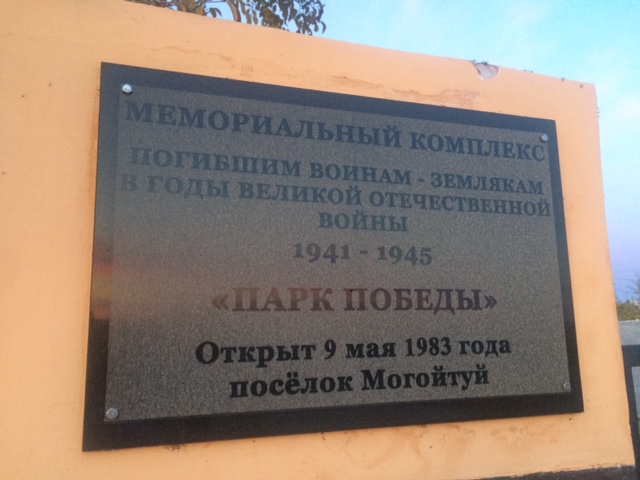 МЕМОРИАЛЬНЫЙ КОМПЛЕКС
ПОГИБШИМ ВОИНАМ - ЗЕМЛЯКАМ
В ГОДЫ ВЕЛИКОЙ ОТЕЧЕСТВЕННОЙ
ВОЙНЫ
1941 - 1945
«ПАРК ПОБЕДЫ»
Открыт 9 мая 1983 года
посёлок Могойтуй